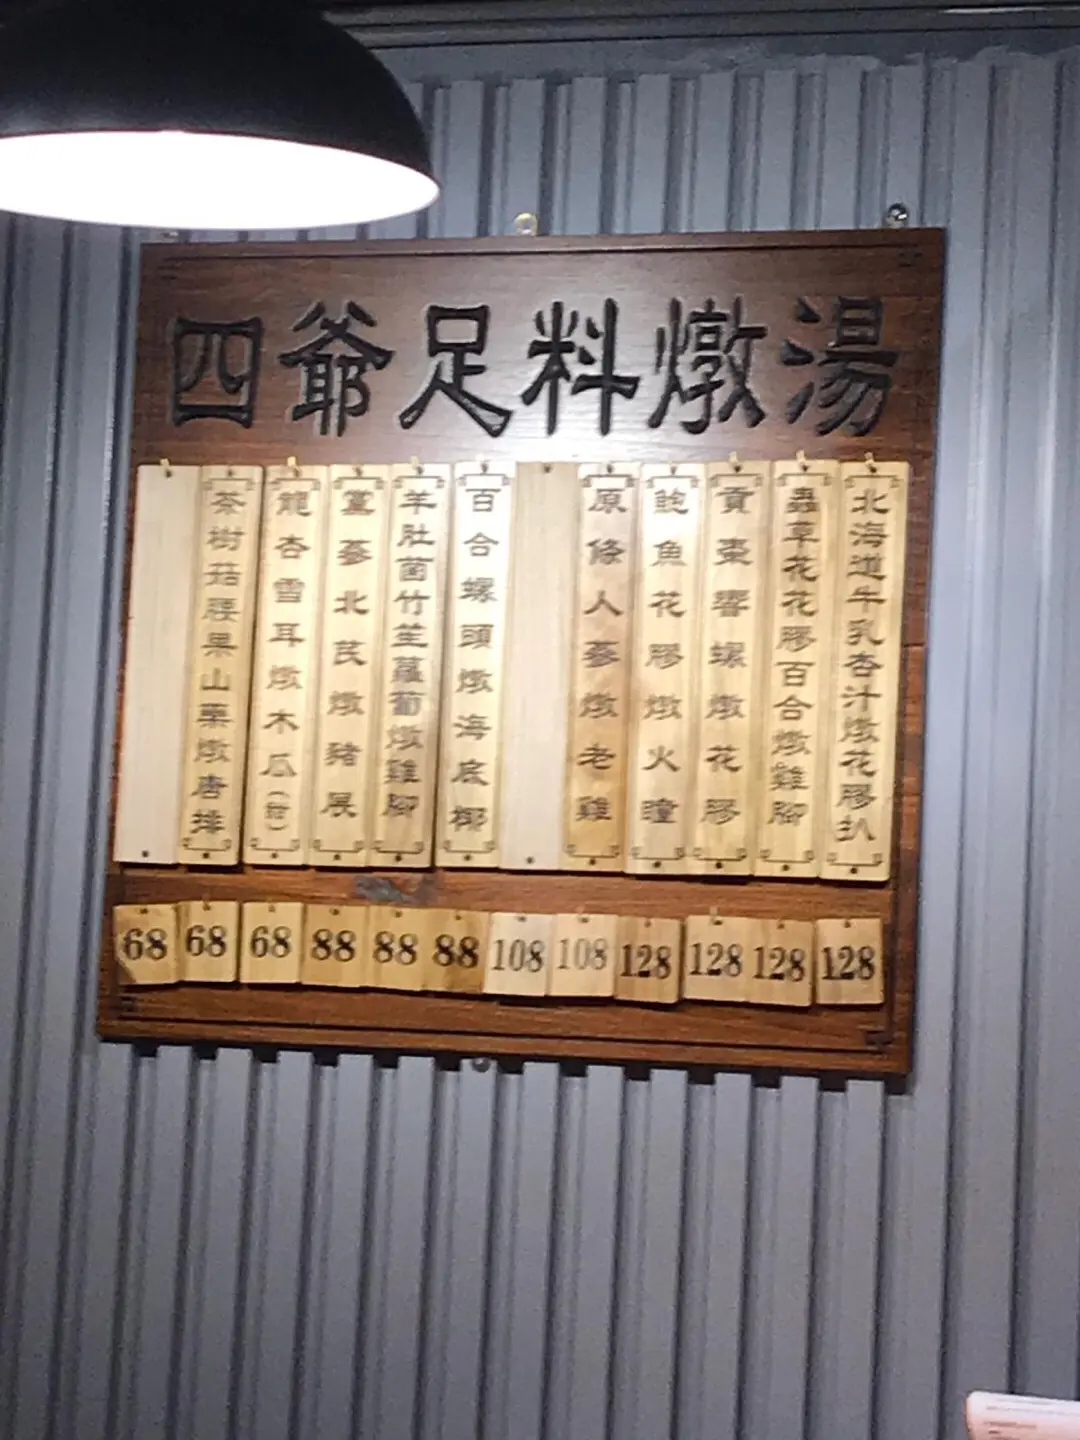 四爺足料燉湯
北海道牛乳杏汁燉花膠扒
蟲草花花膠百合燉雞腳
貢棗響螺燉花膠
鮑魚花膠燉火瞳
原條人蔘燉老雞
百合螺頭燉海底椰
羊肚菌竹笙蘿蔔燉雞腳
黨蔘北芪燉豬展
龍杏雪耳燉木瓜(甜)
茶樹菇腰果山藥燉唐排
68 68 68 88 88 88 108 108 128 128 128 128